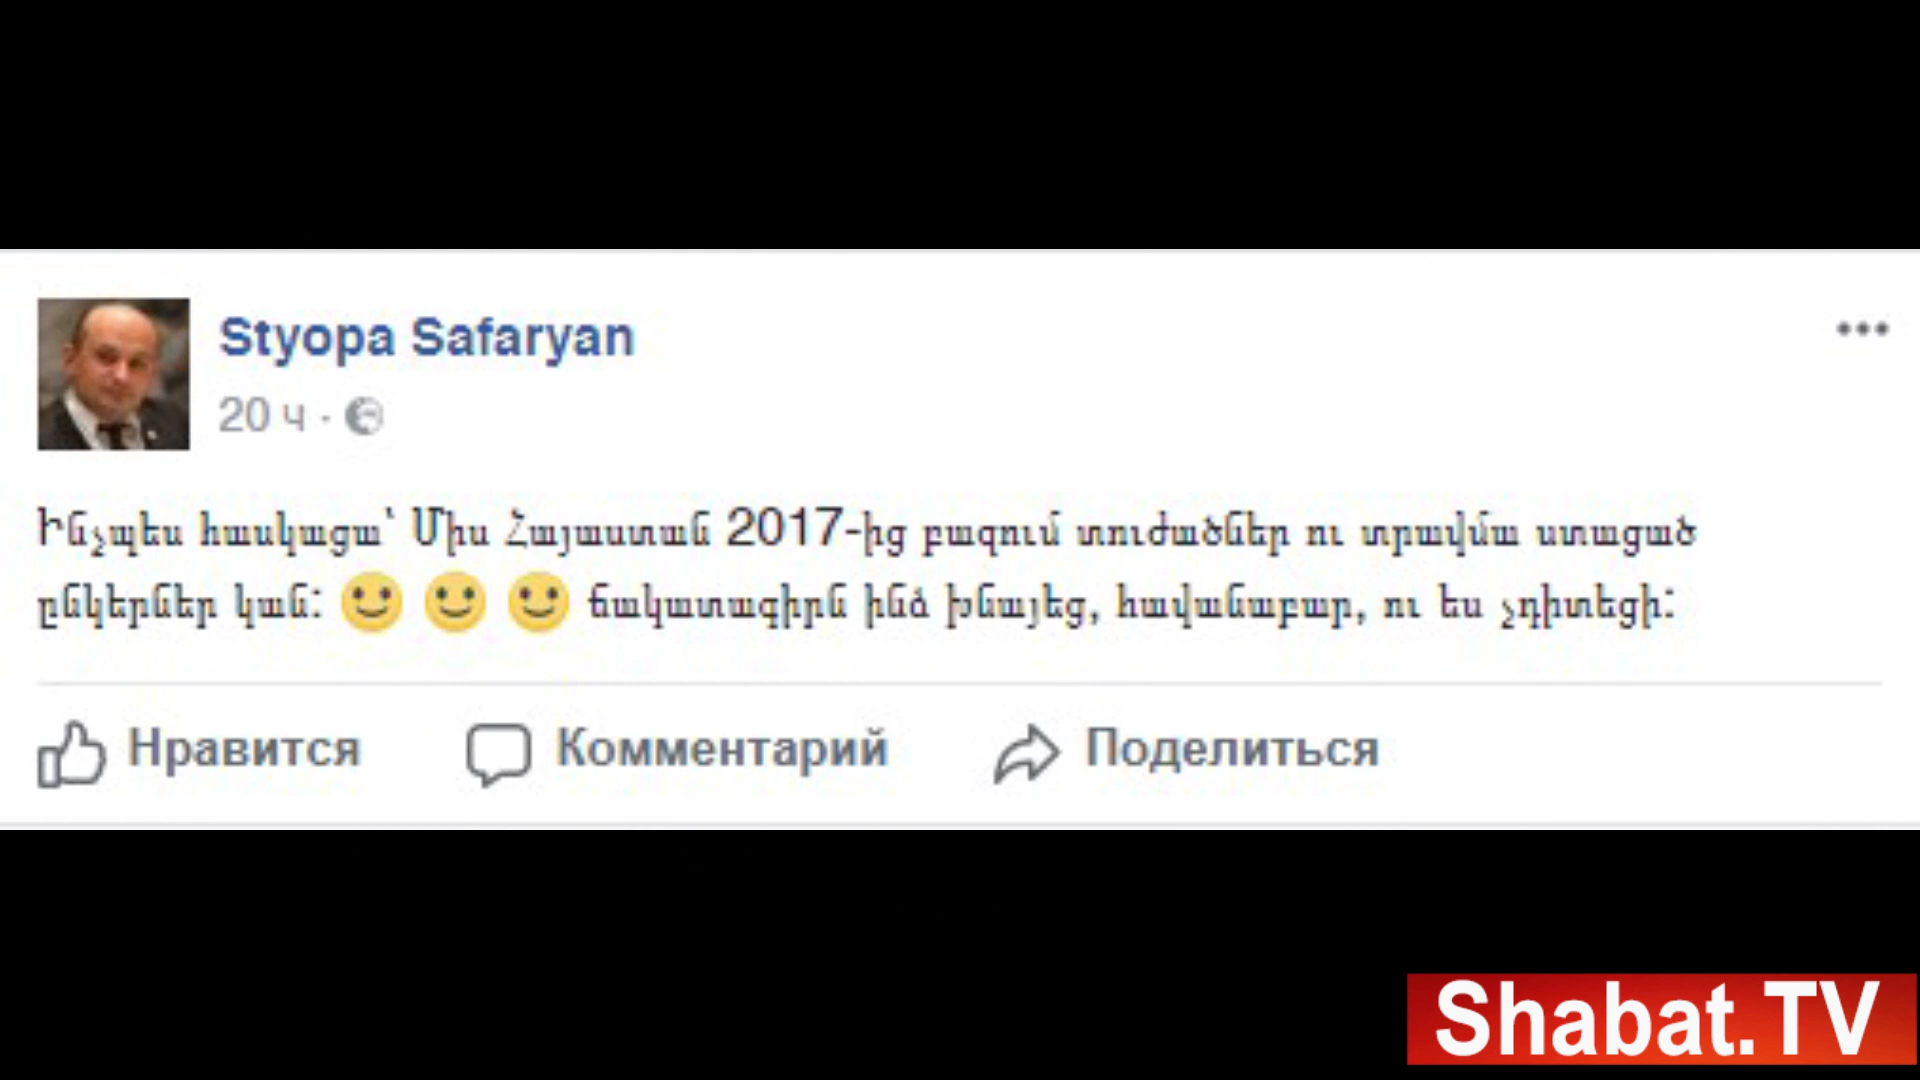 Styopa Safaryan
20 ч ·
Ինչպես հասկացա՝ Միս Հայաստան 2017-ից բազում տուժածներ ու տրավմա ստացած
ընկերներ կան: 🙂 🙂 🙂 ճակատագիրն ինձ խնայեց, հավանաբար, ու ես չդիտեցի:
Нравится Комментарий Поделиться
Shabat.TV